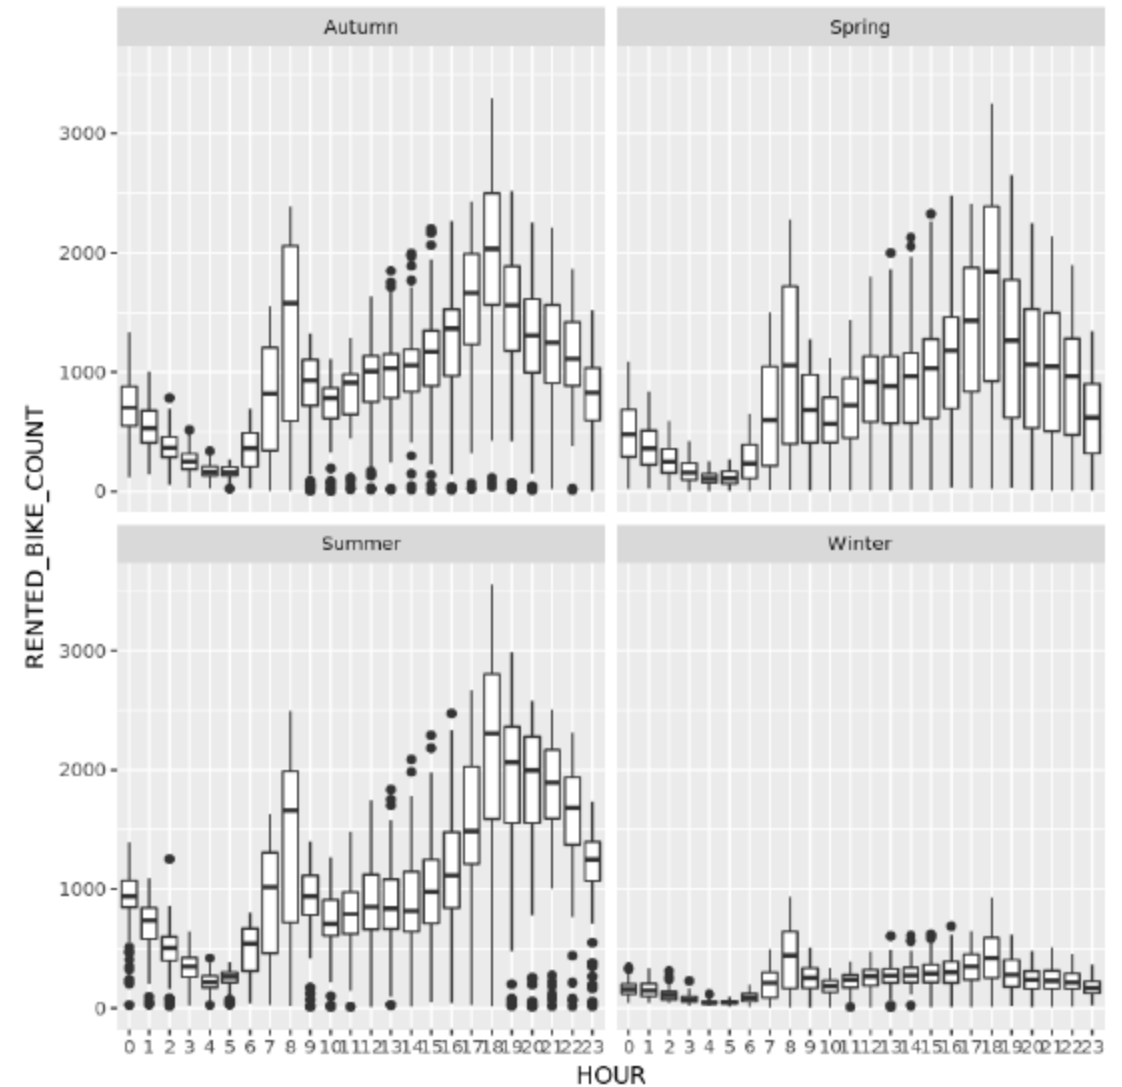 Autumn Spring
3000
2000
1000
0
Summer Winter
3000
2000
1000
0
0 1 2 3 4 5 6 7 8 9 10 11 12 13 14 15 16 17 18 19 20 21 22 23 0 1 2 3 4 5 6 7 8 9 10 11 12 13 14 15 16 17 18 19 20 21 22 23
HOUR
RENTED_BIKE_COUNT